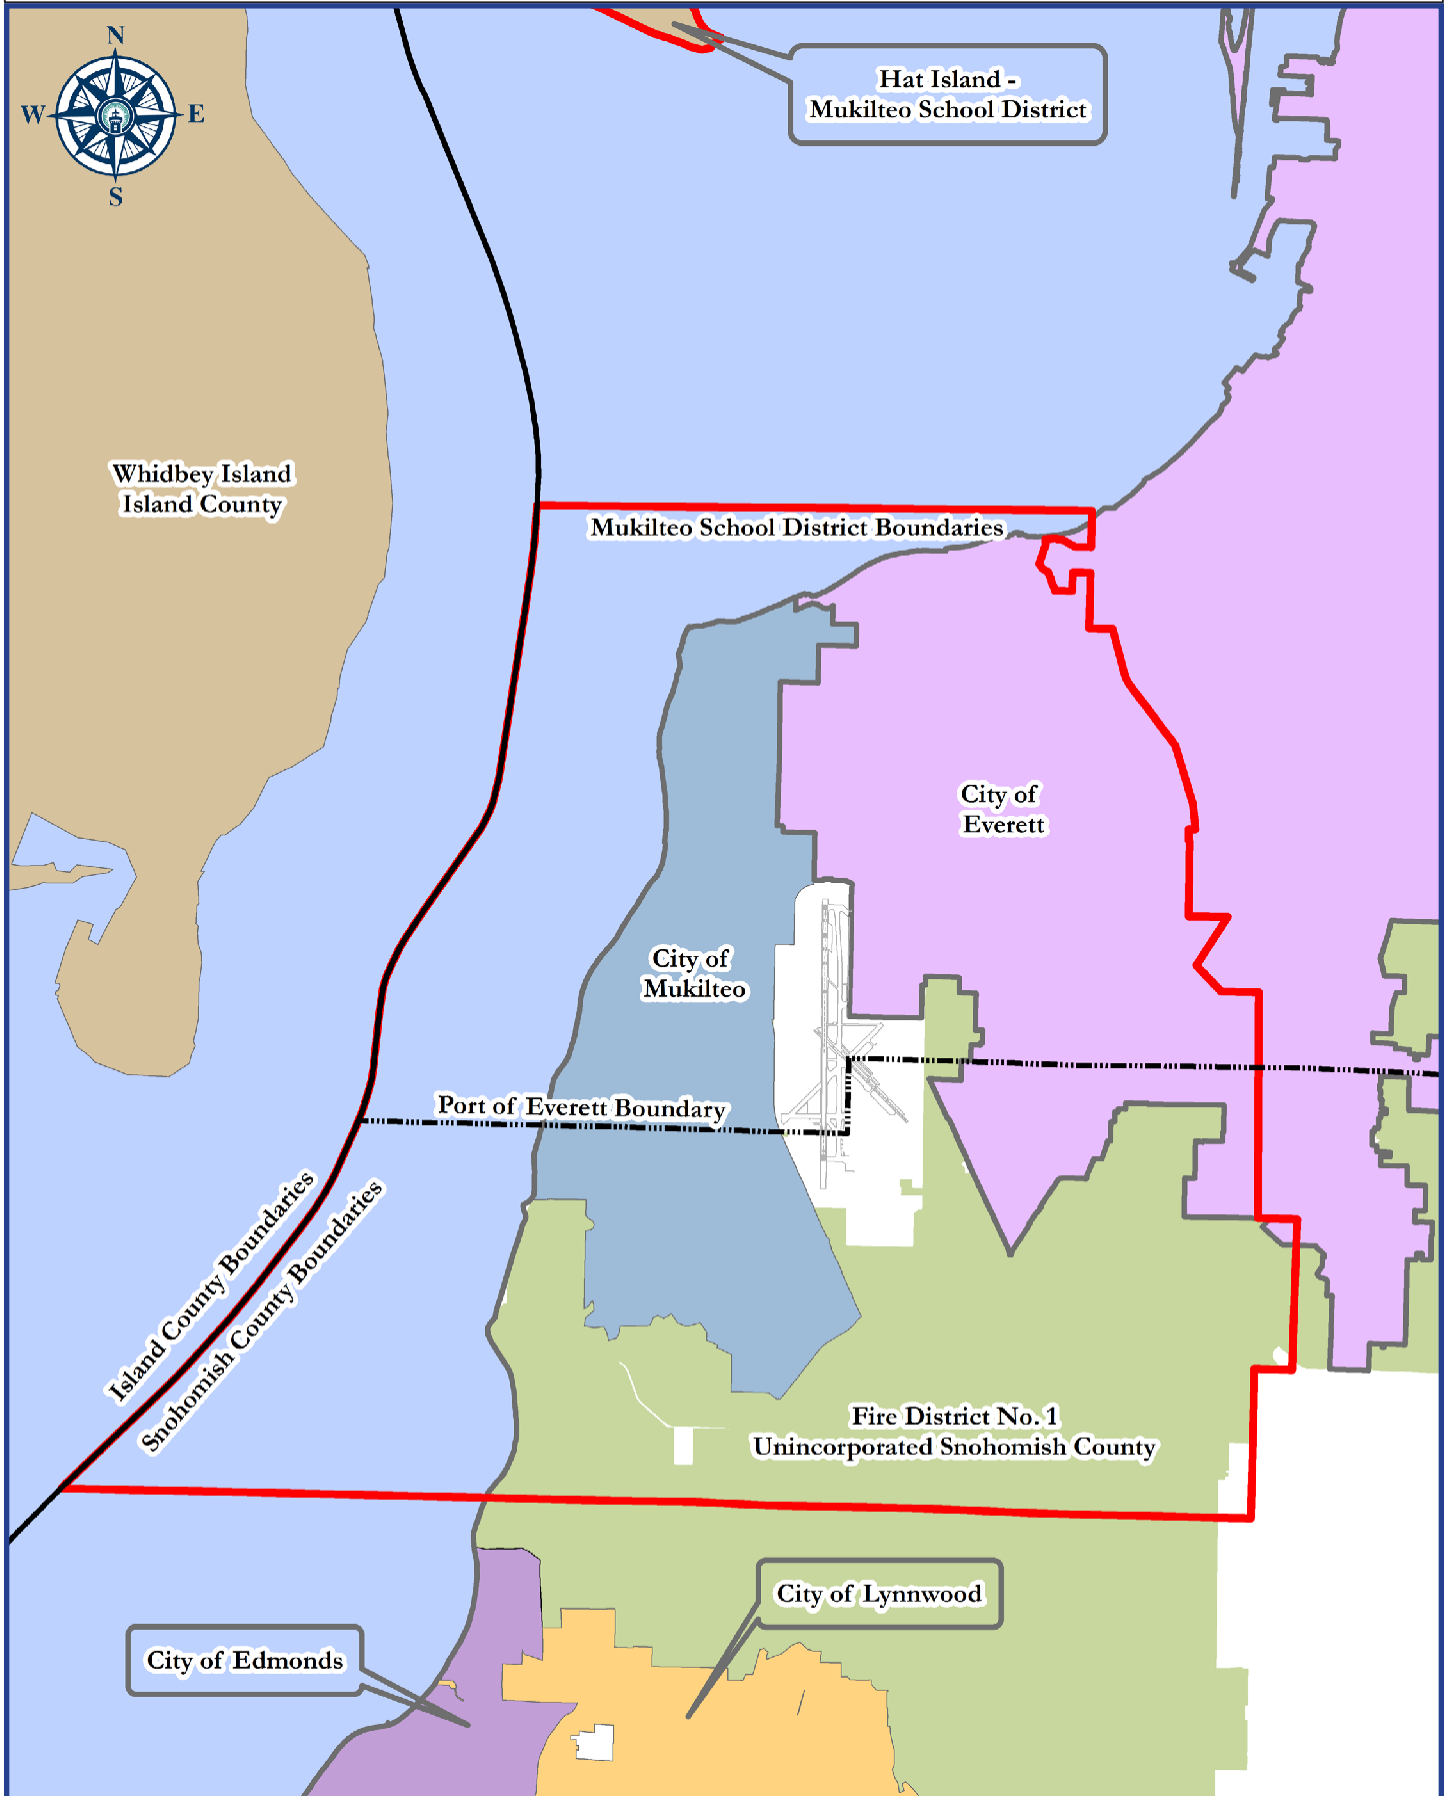 N
W
E
S
Hat Island -
Mukilteo School District
Whidbey Island
Island County
Mukilteo School District Boundaries
City of
Everett
City of
Mukilteo
Port of Everett Boundary
Island County Boundaries
Snohomish County Boundaries
Fire District No. 1
Unincorporated Snohomish County
City of Lynnwood
City of Edmonds